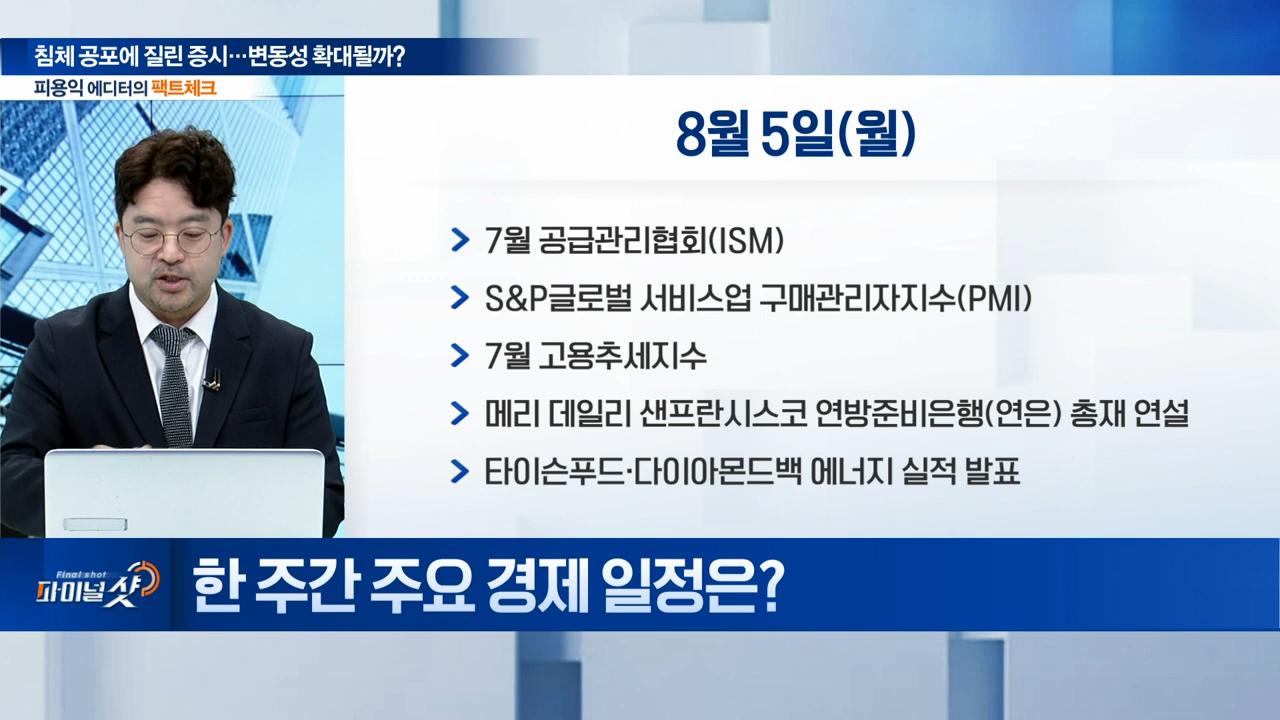 침체 공포에 질린 증시…변동성 확대될까?
피용익 에디터의 팩트체크
8월 5일(월)
7월 공급관리협회(ISM)
S&P글로벌 서비스업 구매관리자지수(PMI)
7월 고용추세지수
메리 데일리 샌프란시스코 연방준비은행(연은) 총재 연설
타이슨푸드·다이아몬드백 에너지 실적 발표
Final shot
파이널샷
한 주간 주요 경제 일정은?